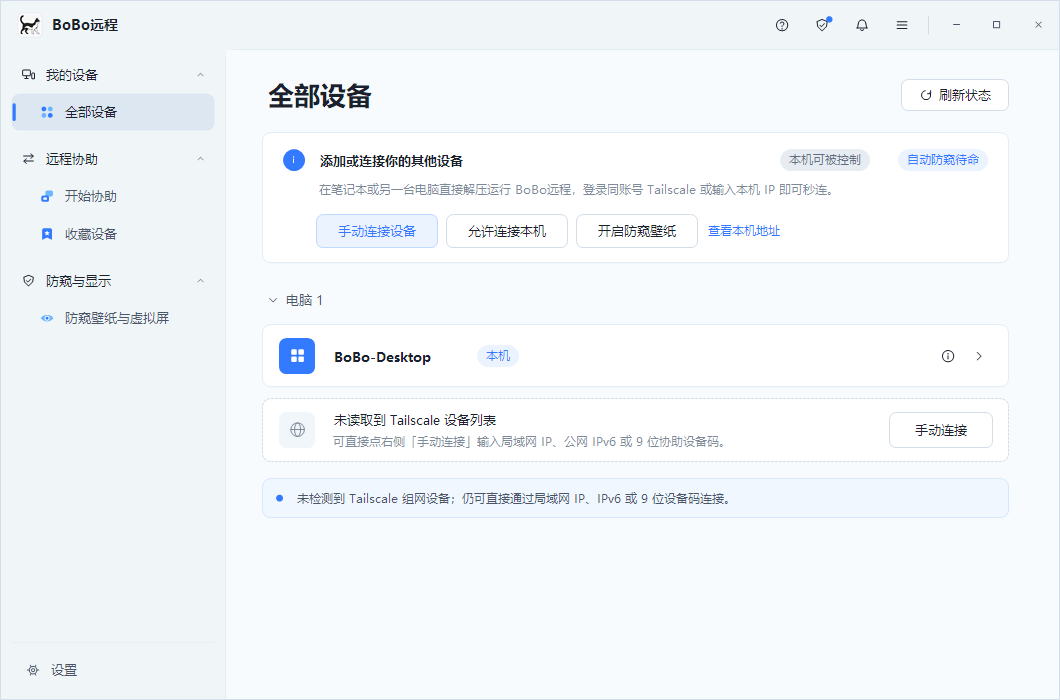 BoBo远程
我的设备
全部设备
远程协助
开始协助
收藏设备
防窥与显示
防窥壁纸与虚拟屏
设置
全部设备
刷新状态
添加或连接你的其他设备
本机可被控制
自动防窥待命
在笔记本或另一台电脑直接解压运行 BoBo远程，登录同账号 Tailscale 或输入本机 IP 即可秒连。
手动连接设备
允许连接本机
开启防窥壁纸
查看本机地址
电脑 1
BoBo-Desktop
本机
未读取到 Tailscale 设备列表
可直接点右侧「手动连接」输入局域网 IP、公网 IPv6 或 9 位协助设备码。
手动连接
未检测到 Tailscale 组网设备；仍可直接通过局域网 IP、IPv6 或 9 位设备码连接。